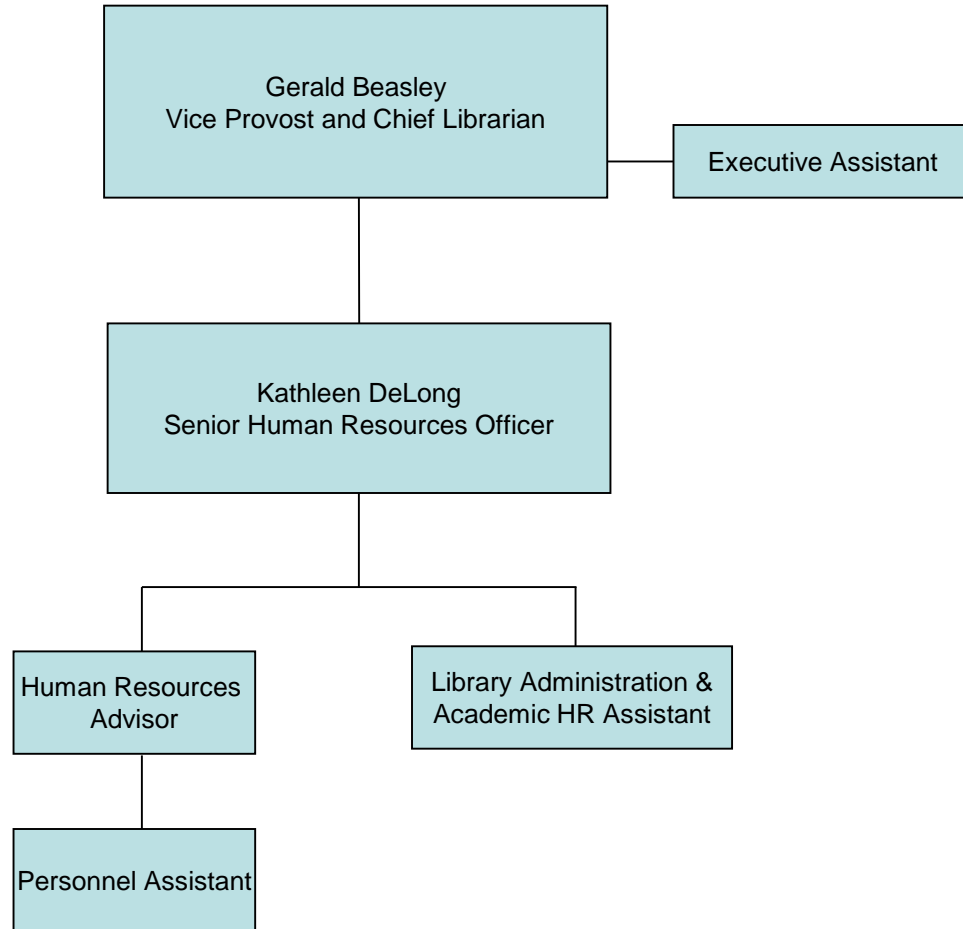 Gerald Beasley
Vice Provost and Chief Librarian
Executive Assistant
Kathleen DeLong
Senior Human Resources Officer
Human Resources
Advisor
Library Administration &
Academic HR Assistant
Personnel Assistant